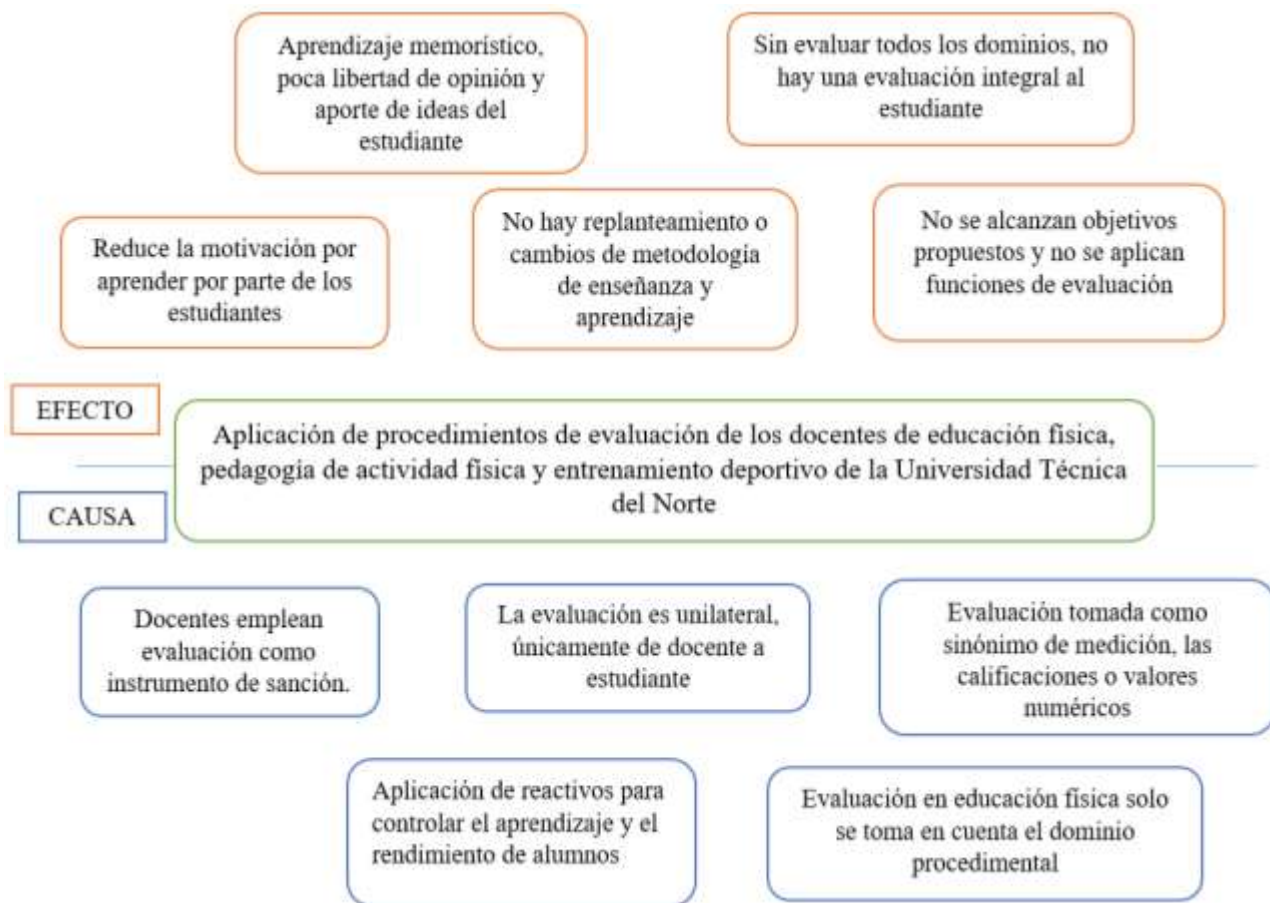 Aprendizaje memorístico,
poca libertad de opinión y
aporte de ideas del
estudiante
Sin evaluar todos los dominios, no
hay una evaluación integral al
estudiante
Reduce la motivación por
aprender por parte de los
estudiantes
No hay replanteamiento o
cambios de metodología
de enseñanza y
aprendizaje
No se alcanzan objetivos
propuestos y no se aplican
funciones de evaluación
EFECTO
Aplicación de procedimientos de evaluación de los docentes de educación física,
pedagogía de actividad física y entrenamiento deportivo de la Universidad Técnica
del Norte
CAUSA
Docentes emplean
evaluación como
instrumento de sanción.
La evaluación es unilateral,
únicamente de docente a
estudiante
Evaluación tomada como
sinónimo de medición, las
calificaciones o valores
numéricos
Aplicación de reactivos para
controlar el aprendizaje y el
rendimiento de alumnos
Evaluación en educación física solo
se toma en cuenta el dominio
procedimental